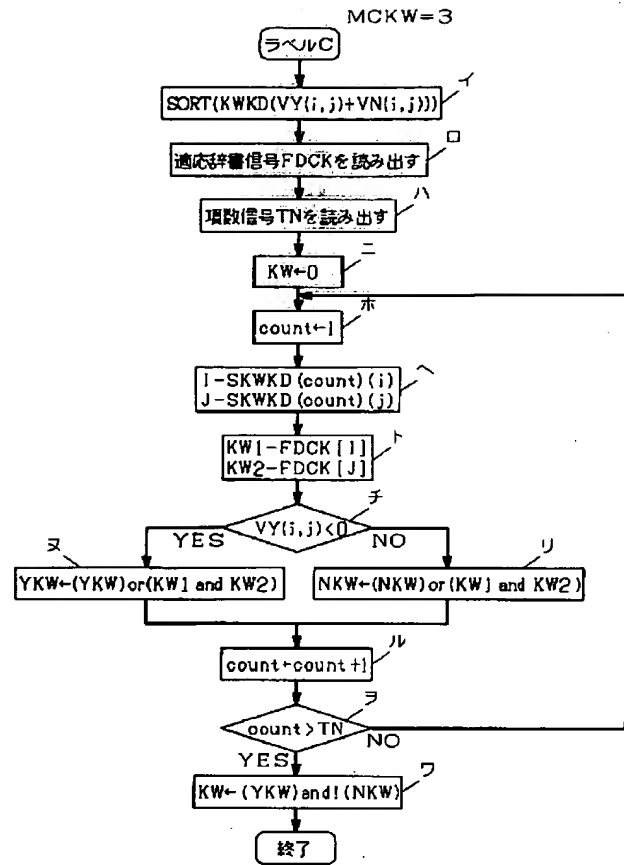 MCKW=3
ラベルC
イ
SORT(KWKD(VY(i,j)+VN(i,j)))
ロ
適応辞書信号FDCKを読み出す
ハ
項数信号TNを読み出す
ニ
KW←0
ホ
count←1
ヘ
I-SKWKD(count)(i)
J-SKWKD(count)(j)
ト
KW1-FDCK[I]
KW2-FDCK[J]
チ
VY(i,j)<0
YES
NO
ヌ
リ
YKW←(YKW)or(KW1 and KW2)
NKW←(NKW)or(KW1 and KW2)
ル
count←count+1
ヲ
count>TN
NO
YES
ワ
KW←(YKW)and!(NKW)
終了